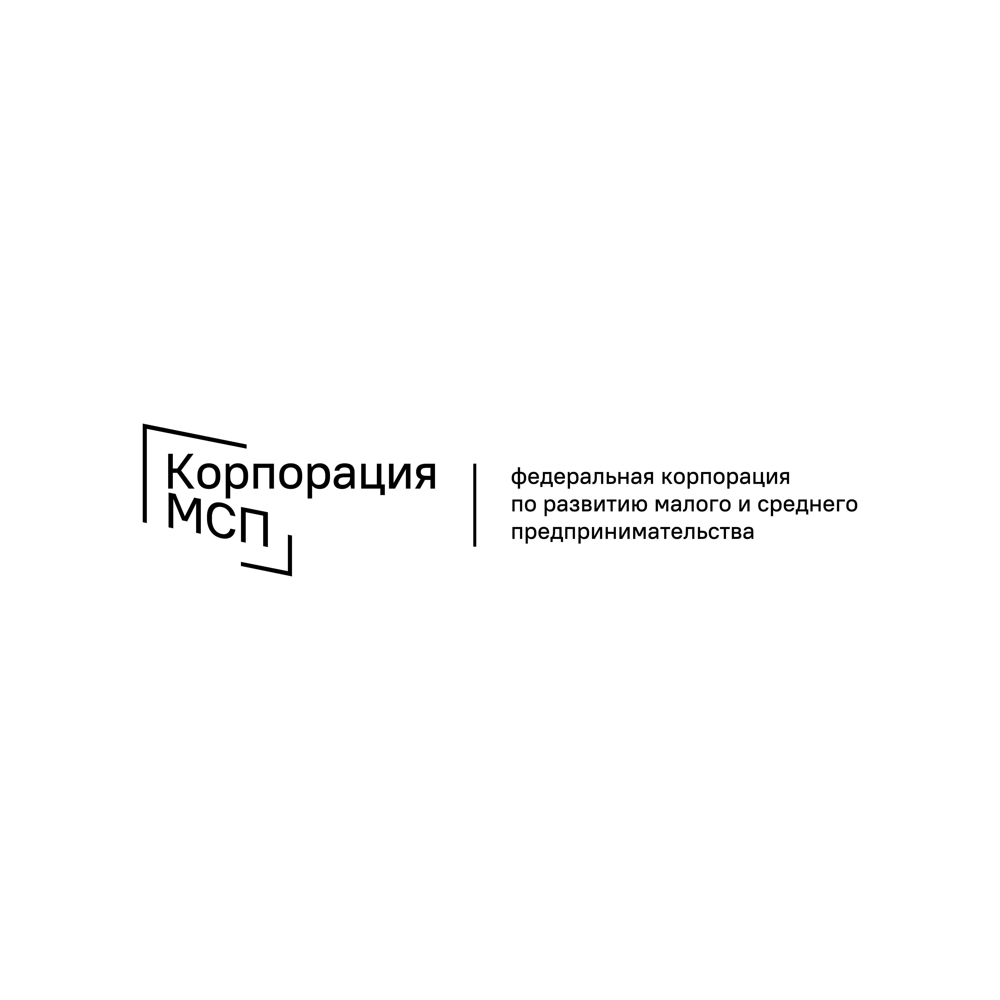 Корпорация
МСП
федеральная корпорация
по развитию малого и среднего
предпринимательства